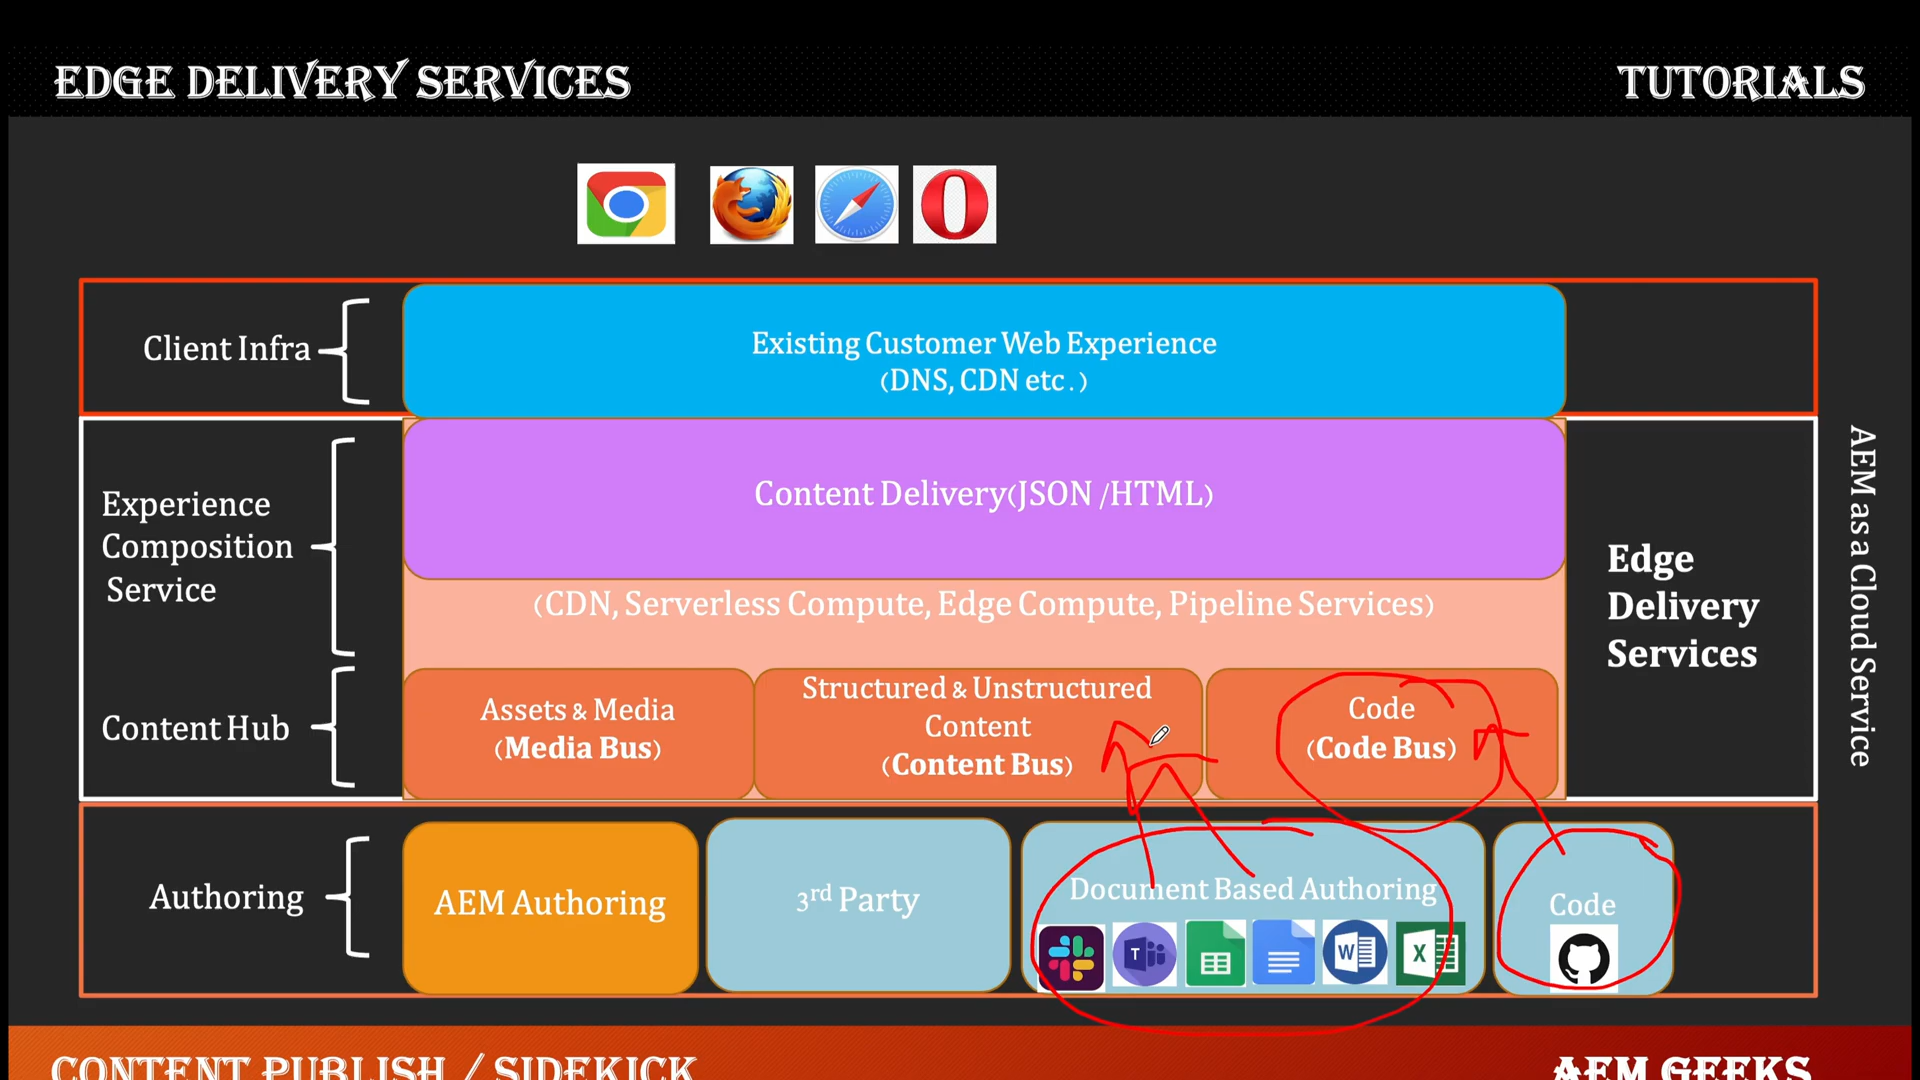 EDGE DELIVERY SERVICES
TUTORIALS
Client Infra
Existing Customer Web Experience
(DNS, CDN etc.)
Experience
Composition
Service
Content Delivery(JSON /HTML)
(CDN, Serverless Compute, Edge Compute, Pipeline Services)
Edge
Delivery
Services
AEM as a Cloud Service
Content Hub
Assets & Media
(Media Bus)
Structured & Unstructured
Content
(Content Bus)
Code
(Code Bus)
Authoring
AEM Authoring
3rd Party
Document Based Authoring
T
W
X
Code
CONTENT PUBLISH / SIDEKICK
AEM GEEKS